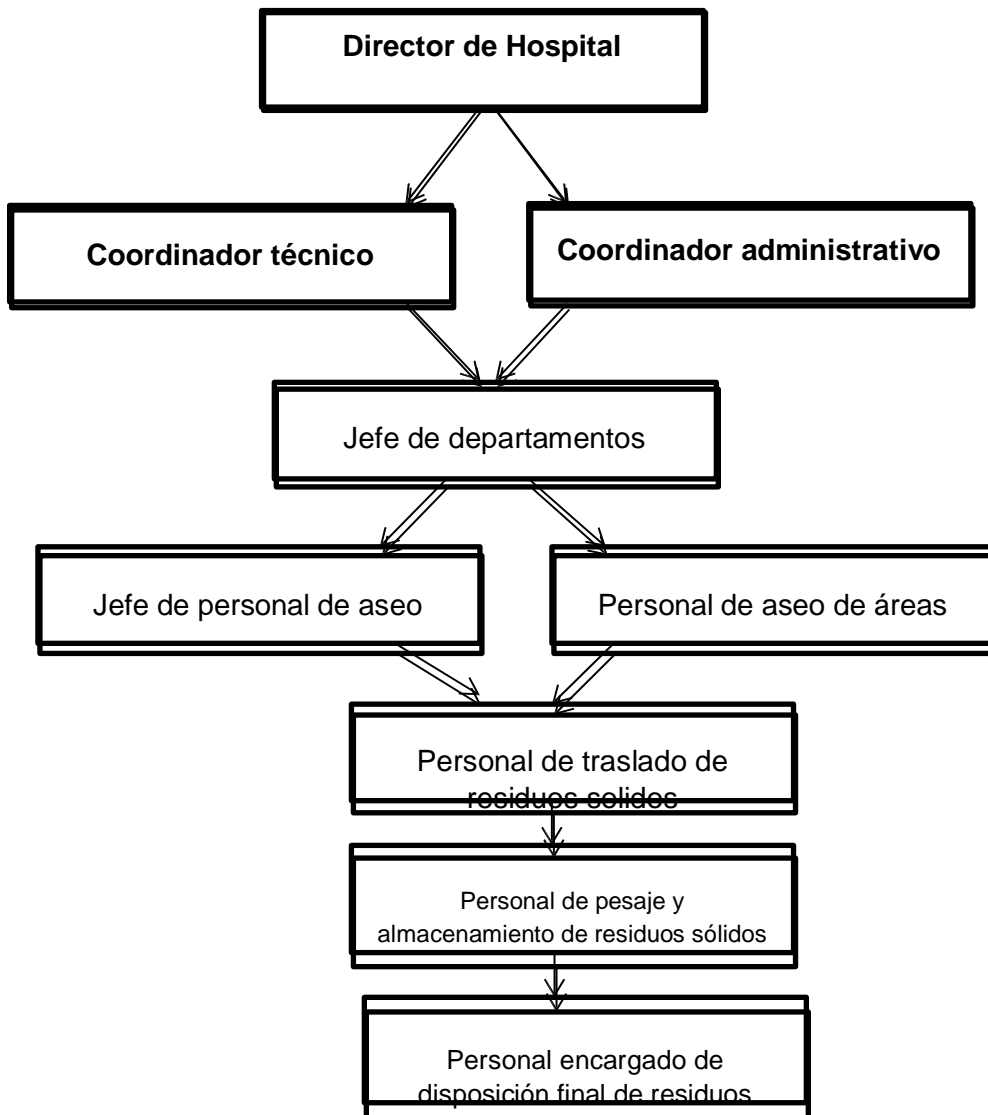 Director de Hospital
Coordinador técnico
Coordinador administrativo
Jefe de departamentos
Jefe de personal de aseo
Personal de aseo de áreas
Personal de traslado de
residuos solidos
Personal de pesaje y
almacenamiento de residuos sólidos
Personal encargado de
disposición final de residuos